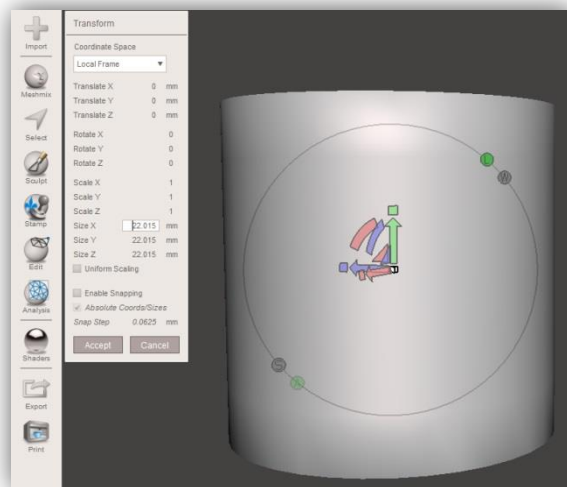 Import
Meshmix
Select
Sculpt
Stamp
Edit
Analysis
Shaders
Export
Print
Transform
Coordinate Space
Local Frame
Translate X 0 mm
Translate Y 0 mm
Translate Z 0 mm
Rotate X 0
Rotate Y 0
Rotate Z 0
Scale X 1
Scale Y 1
Scale Z 1
Size X 22.015 mm
Size Y 22.015 mm
Size Z 22.015 mm
Uniform Scaling
Enable Snapping
Absolute Coords/Sizes
Snap Step 0.0625 mm
Accept Cancel
L
W
S
A